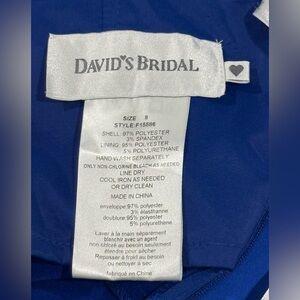 DAVID'S BRIDAL
SIZE 8
STYLE:F15586
SHELL: 97% POLYESTER
3% SPANDEX
LINING: 95% POLYESTER
5% POLYURETHANE
HAND WASH SEPARATELY
ONLY NON-CHLORINE BLEACH AS NEEDED
LINE DRY
COOL IRON AS NEEDED
OR DRY CLEAN
MADE IN CHINA
enveloppe:97% polyester
3% élasthanne
doublure:95% polyester
5% polyuréthene
Laver à la main séparément
blanchir avec un agent
non chloré au besoin seulement
étendre pour sécher
Repasser à froid au besoin
ou nettoyer à sec
fabriqué en Chine